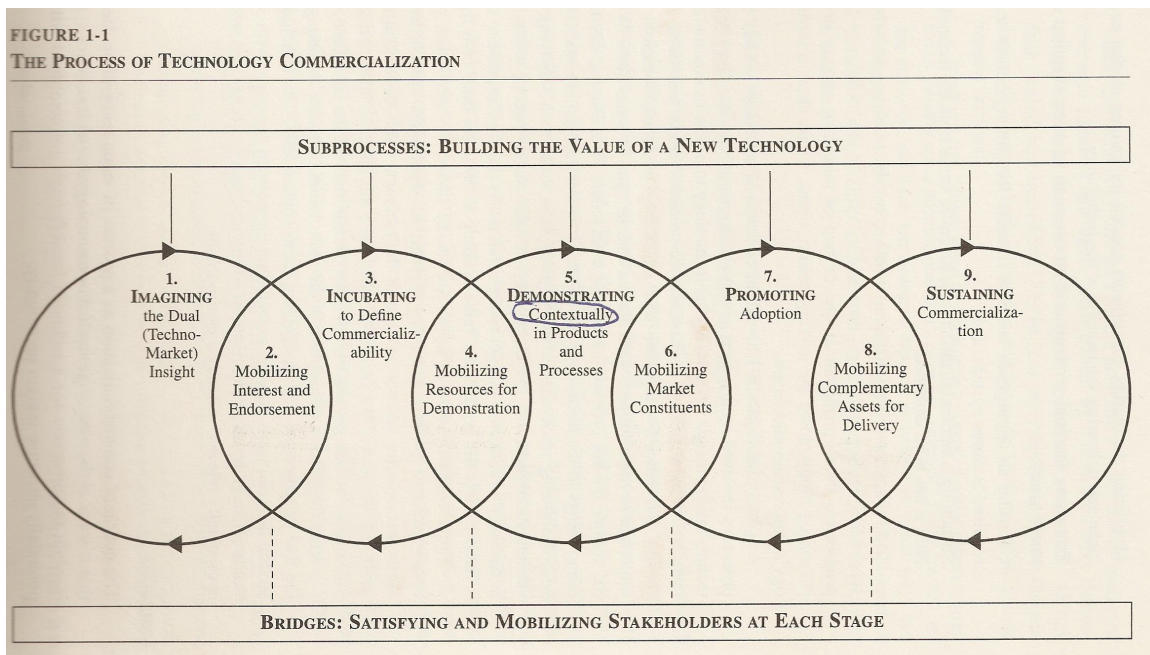 FIGURE 1-1
THE PROCESS OF TECHNOLOGY COMMERCIALIZATION
SUBPROCESSES: BUILDING THE VALUE OF A NEW TECHNOLOGY
1.
IMAGINING
the Dual
(Techno-
Market)
Insight
2.
Mobilizing
Interest and
Endorsement
3.
INCUBATING
to Define
Commercializ-
ability
4.
Mobilizing
Resources for
Demonstration
5.
DEMONSTRATING
Contextually
in Products
and
Processes
6.
Mobilizing
Market
Constituents
7.
PROMOTING
Adoption
8.
Mobilizing
Complementary
Assets for
Delivery
9.
SUSTAINING
Commercializa-
tion
BRIDGES: SATISFYING AND MOBILIZING STAKEHOLDERS AT EACH STAGE